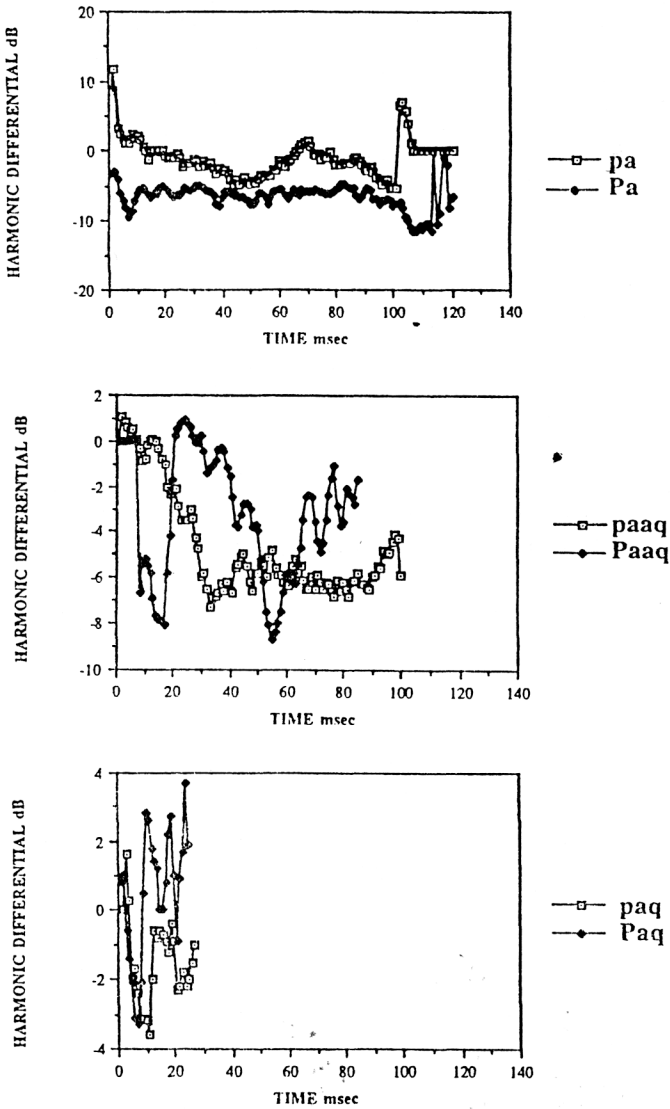 HARMONIC DIFFERENTIAL dB
20
10
0
-10
-20
0 20 40 60 80 100 120 140
TIME msec
pa
Pa
HARMONIC DIFFERENTIAL dB
2
0
-2
-4
-6
-8
-10
0 20 40 60 80 100 120 140
TIME msec
paaq
Paaq
HARMONIC DIFFERENTIAL dB
4
2
0
-2
-4
0 20 40 60 80 100 120 140
TIME msec
paq
Paq